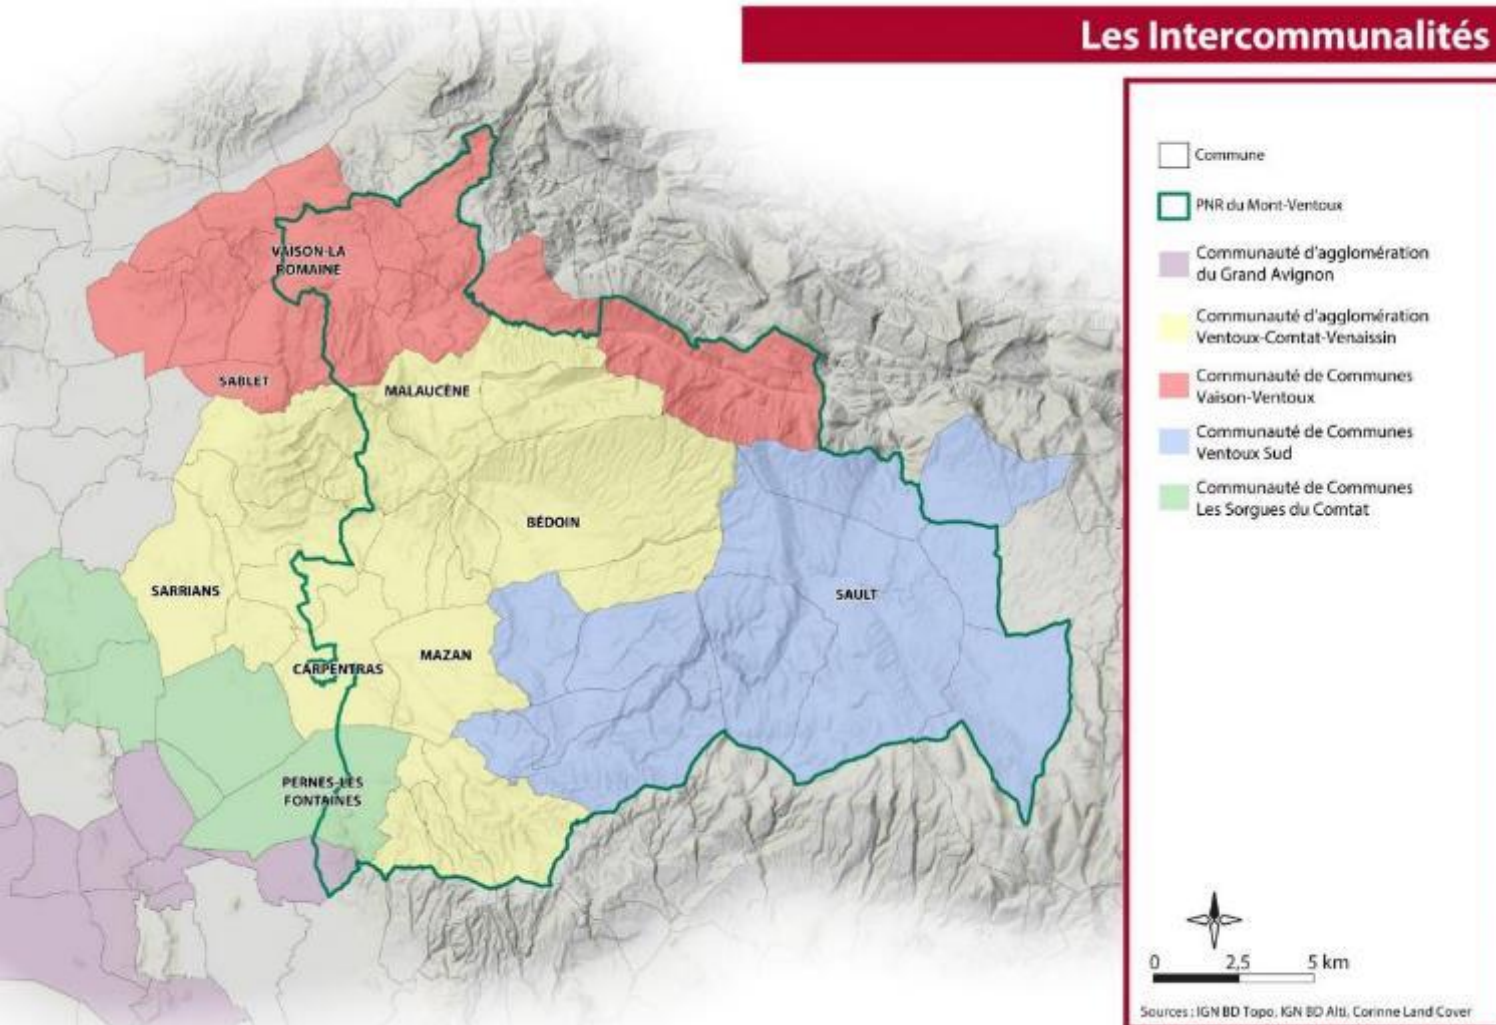 Les Intercommunalités
Commune
PNR du Mont-Ventoux
Communauté d'agglomération
du Grand Avignon
Communauté d'agglomération
Ventoux-Comtat-Venaissin
Communauté de Communes
Vaison-Ventoux
Communauté de Communes
Ventoux Sud
Communauté de Communes
Les Sorgues du Comtat
VAISON-LA
ROMAINE
SABLET
MALAUCÈNE
BÉDOIN
SARRIANS
SAULT
CARPENTRAS
MAZAN
PERNES-LES
FONTAINES
0 2,5 5 km
Sources : IGN BD Topo, IGN BD Alti, Corinne Land Cover